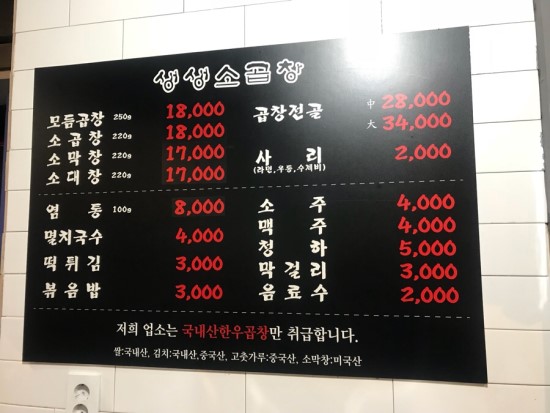 생생소곱창
모듬곱창 250g 18,000
소곱창 220g 18,000
소막창 220g 17,000
소대창 220g 17,000
곱창전골 中 28,000
大 34,000
사리 2,000
(라면,우동,수제비)
염통 100g 8,000
멸치국수 4,000
떡튀김 3,000
볶음밥 3,000
소주 4,000
맥주 4,000
청하 5,000
막걸리 3,000
음료수 2,000
저희 업소는 국내산한우곱창만 취급합니다.
쌀:국내산, 김치:국내산,중국산, 고춧가루:중국산, 소막창:미국산